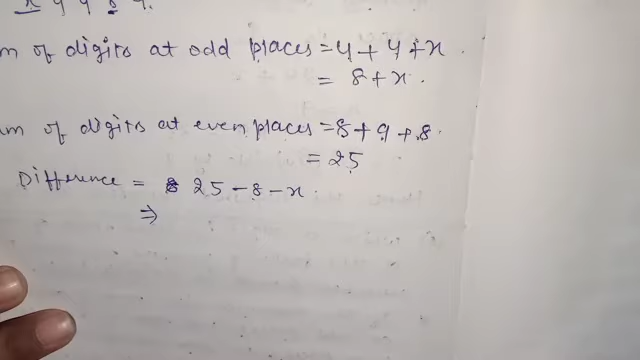 m of digits at odd places = 4 + 4 + x.
= 8 + x.
um of digits at even places = 8 + 9 + 8.
= 25
Difference = 25 - 8 - x.
⇒